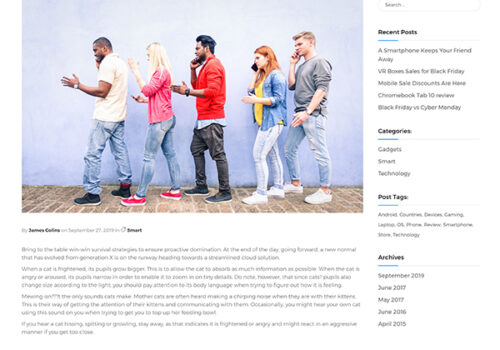 Search ...
Recent Posts
A Smartphone Keeps Your Friend
Away
VR Boxes Sales for Black Friday
Mobile Sale Discounts Are Here
Chromebook Tab 10 review
Black Friday vs Cyber Monday
Categories:
Gadgets
Smart
Technology
Post Tags:
Android, Countries, Devices, Gaming,
Laptop, OS, Phone, Review, Smartphone,
Store, Technology
Archives
September 2019
June 2017
May 2017
June 2016
April 2015
By James Colins on September 27, 2019 in Smart
Bring to the table win-win survival strategies to ensure proactive domination. At the end of the day, going forward, a new normal
that has evolved from generation X is on the runway heading towards a streamlined cloud solution.
When a cat is frightened, its pupils grow bigger. This is to allow the cat to absorb as much information as possible. When the cat is
angry or aroused, its pupils narrow in order to enable it to zoom in on tiny details. Do note, however, that since cats? pupils also
change size according to the light, you should pay attention to its body language when trying to figure out how it is feeling.
the only sounds cats make. Mother cats are often heard making a chirping noise when they are with their kittens.
This is their way of getting the attention of their kittens and communicating with them. Occasionally, you might hear your own cat
using this sound on you when trying to get you to top up her feeding bowl.
If you hear a cat hissing, spitting or growling, stay away, as that indicates it is frightened or angry and might react in an aggressive
manner if you get too close.